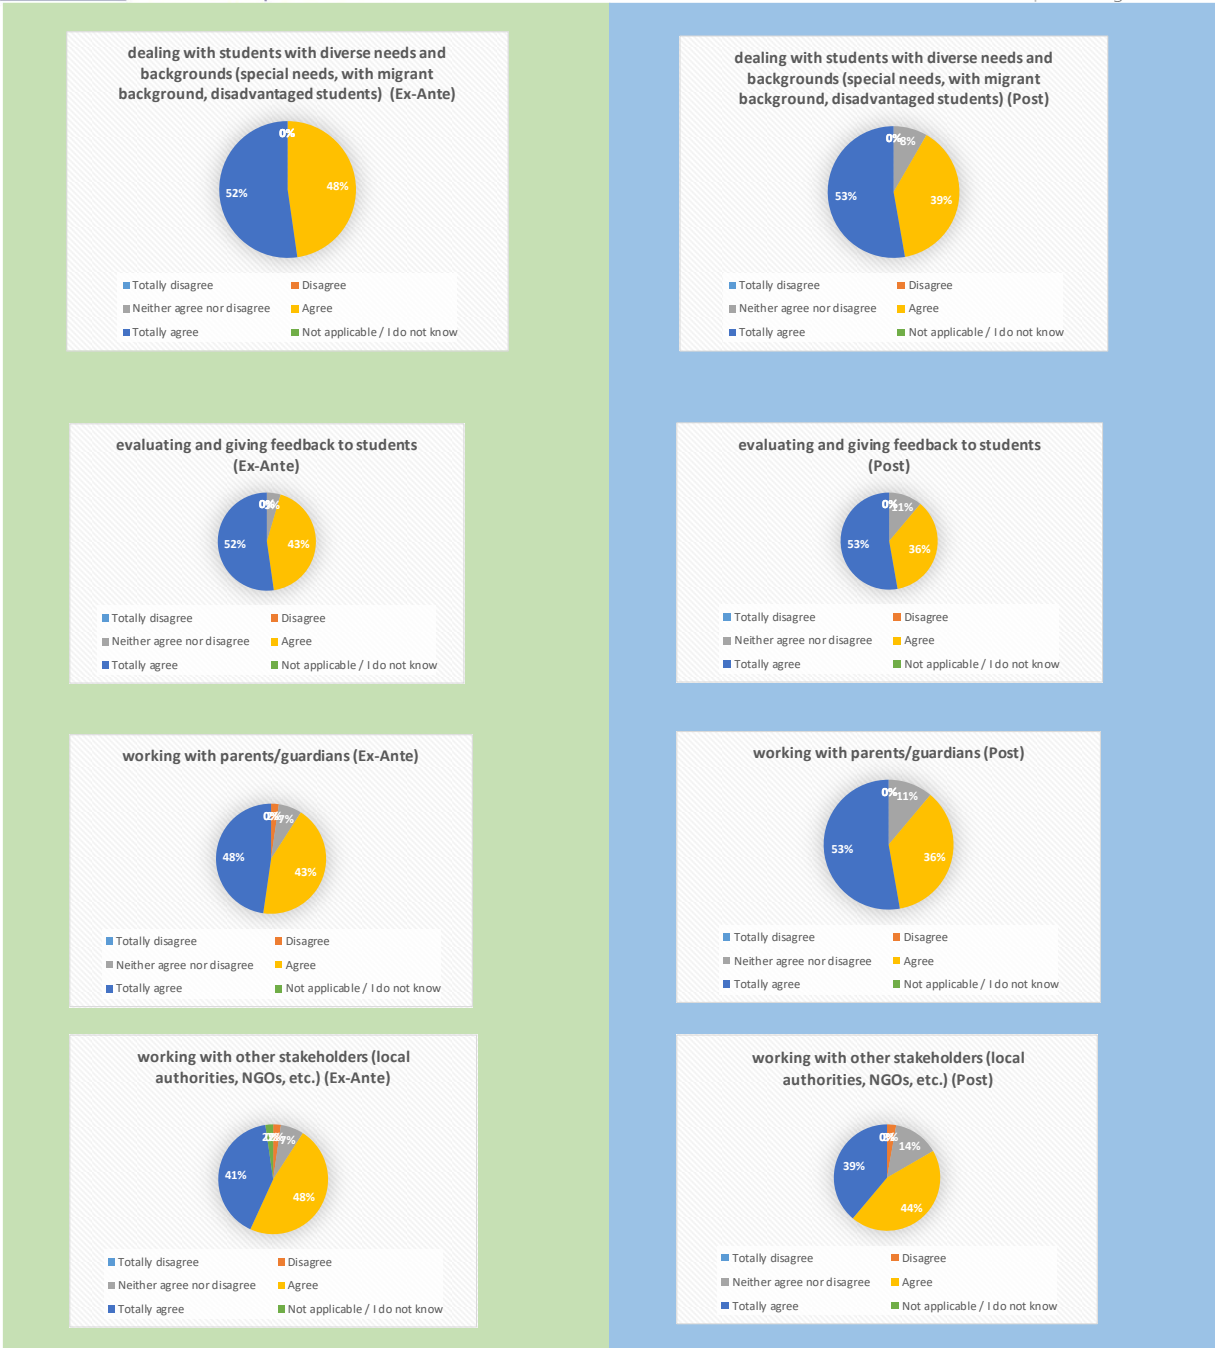 dealing with students with diverse needs and
backgrounds (special needs, with migrant
background, disadvantaged students) (Ex-Ante)
0%
52%
48%
Totally disagree
Disagree
Neither agree nor disagree
Agree
Totally agree
Not applicable / I do not know
dealing with students with diverse needs and
backgrounds (special needs, with migrant
background, disadvantaged students) (Post)
0%
8%
53%
39%
Totally disagree
Disagree
Neither agree nor disagree
Agree
Totally agree
Not applicable / I do not know
evaluating and giving feedback to students
(Ex-Ante)
0%
52%
43%
Totally disagree
Disagree
Neither agree nor disagree
Agree
Totally agree
Not applicable / I do not know
evaluating and giving feedback to students
(Post)
0%
11%
53%
36%
Totally disagree
Disagree
Neither agree nor disagree
Agree
Totally agree
Not applicable / I do not know
working with parents/guardians (Ex-Ante)
7%
48%
43%
Totally disagree
Disagree
Neither agree nor disagree
Agree
Totally agree
Not applicable / I do not know
working with parents/guardians (Post)
0%
11%
53%
36%
Totally disagree
Disagree
Neither agree nor disagree
Agree
Totally agree
Not applicable / I do not know
working with other stakeholders (local
authorities, NGOs, etc.) (Ex-Ante)
7%
41%
48%
Totally disagree
Disagree
Neither agree nor disagree
Agree
Totally agree
Not applicable / I do not know
working with other stakeholders (local
authorities, NGOs, etc.) (Post)
14%
39%
44%
Totally disagree
Disagree
Neither agree nor disagree
Agree
Totally agree
Not applicable / I do not know